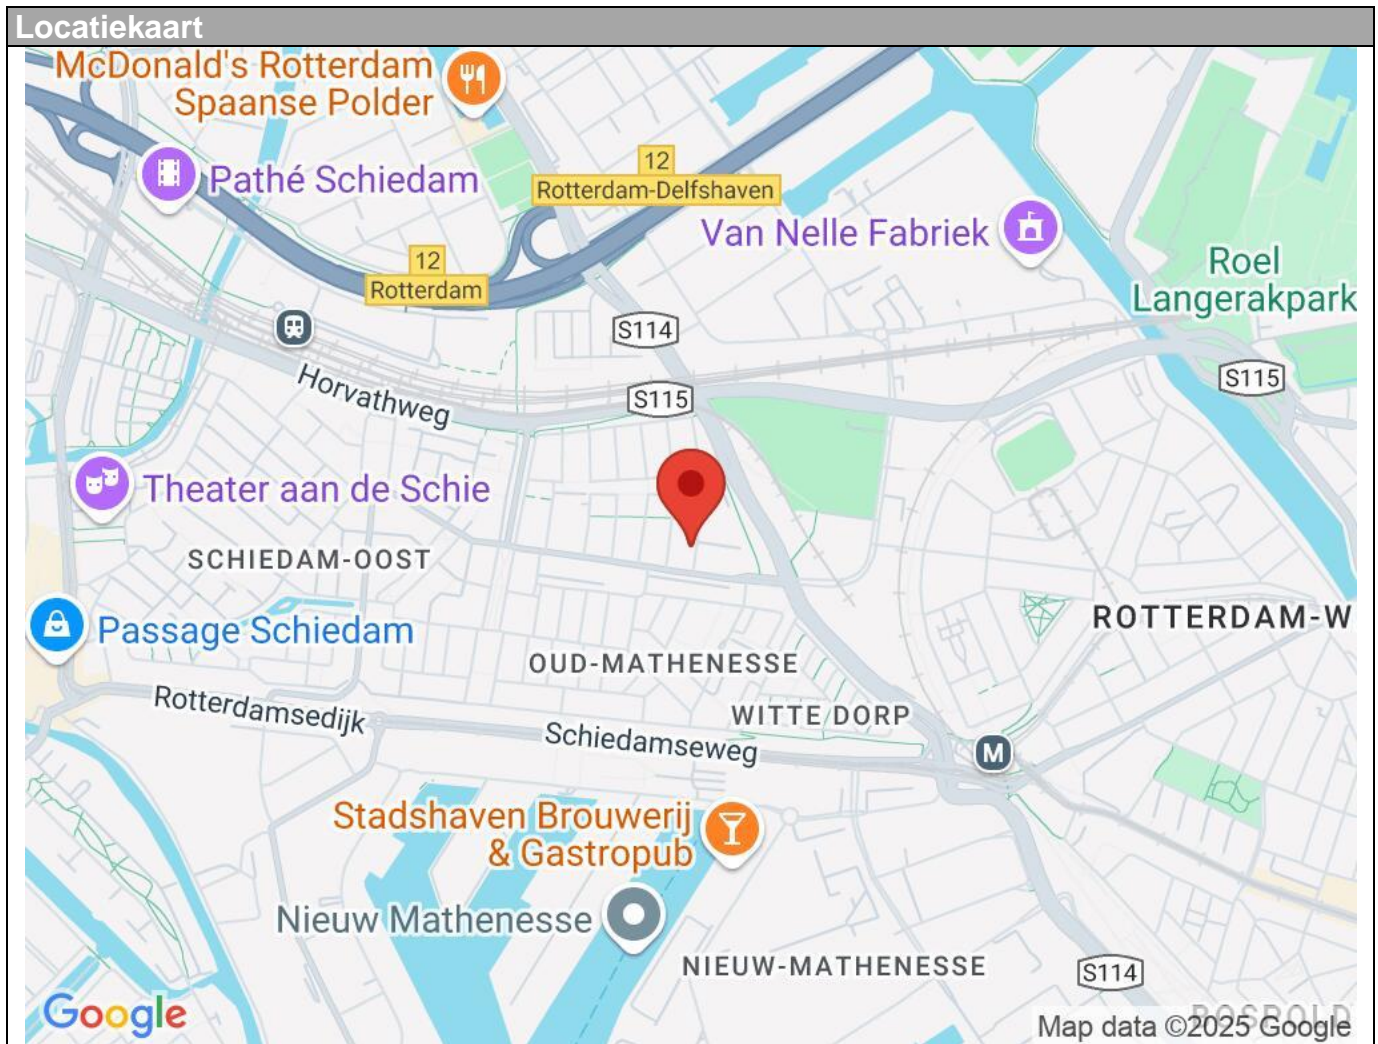 Locatiekaart
McDonald's Rotterdam
Spaanse Polder
12
Rotterdam-Delfshaven
Pathé Schiedam
Van Nelle Fabriek
12
Rotterdam
Roel
Langerakpark
S114
S115
S115
Horvathweg
Theater aan de Schie
SCHIEDAM-OOST
Passage Schiedam
ROTTERDAM-W
OUD-MATHENESSE
Rotterdamsedijk
WITTE DORP
Schiedamseweg
M
Stadshaven Brouwerij
& Gastropub
Nieuw Mathenesse
NIEUW-MATHENESSE
S114
Google
Map data ©2025 Google